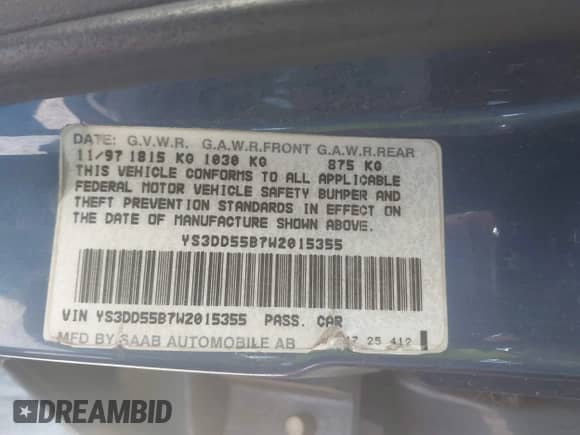 DATE: G.V.W.R. G.A.W.R.FRONT G.A.W.R.REAR
11/97 1815 KG 1030 KG 875 KG
THIS VEHICLE CONFORMS TO ALL APPLICABLE
FEDERAL MOTOR VEHICLE SAFETY BUMPER AND
THEFT PREVENTION STANDARDS IN EFFECT ON
THE DATE OF MANUFACTURE SHOWN ABOVE.
YS3DD55B7W2015355
VIN YS3DD55B7W2015355 PASS. CAR
MFD BY SAAB AUTOMOBILE AB 25 412
DREAMBID